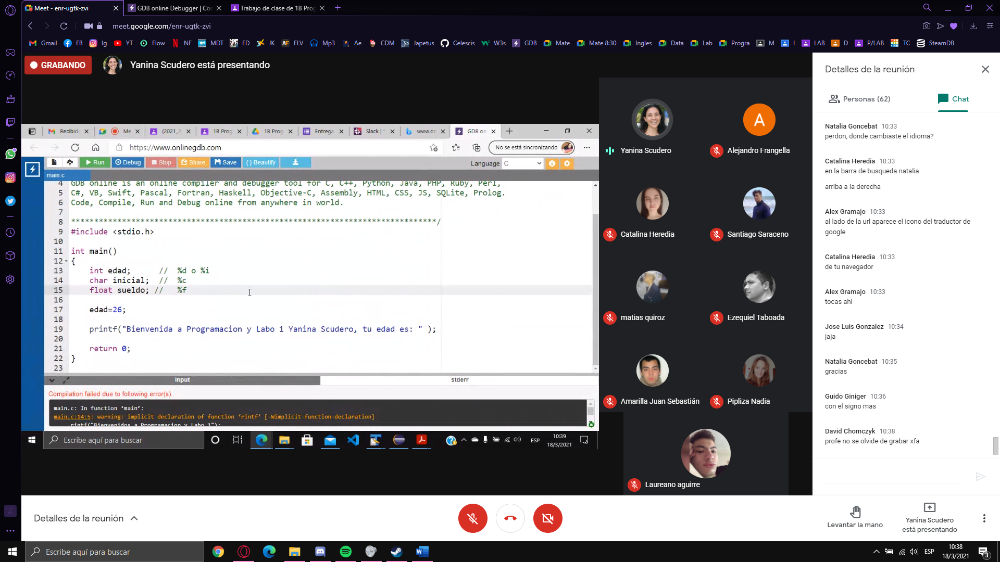 Meet - enr-ugtk-zvi
GDB online Debugger | Co
Trabajo de clase de 1B Prog
meet.google.com/enr-ugtk-zvi
Gmail FB Ig YT Flow NF MDT ED JK FLV Mp3 Ae CDM Japetus Celescis W3s GDB Mate Mate 8:30 Ingles Data Lab Progra M I LAB D P/LAB TC SteamDB
GRABANDO
Yanina Scudero está presentando
Recibido Me (2021_2 1B Prog 1B Prog Entrega Slack | www.on GDB on
https://www.onlinegdb.com
No se está sincronizando
Run Debug Stop Share Save { } Beautify
Language C
main.c
4 GDB online is an online compiler and debugger tool for C, C++, Python, Java, PHP, Ruby, Perl,
5 C#, VB, Swift, Pascal, Fortran, Haskell, Objective-C, Assembly, HTML, CSS, JS, SQLite, Prolog.
6 Code, Compile, Run and Debug online from anywhere in world.
7
8 *******************************************************************************/
9 #include <stdio.h>
10
11 int main()
12 {
13 int edad; // %d o %i
14 char inicial; // %c
15 float sueldo; // %f
16
17 edad=26;
18
19 printf("Bienvenida a Programacion y Labo 1 Yanina Scudero, tu edad es: " );
20
21 return 0;
22 }
23
input
stderr
Compilation failed due to following error(s).
main.c: In function ‘main’:
main.c:14:5: warning: implicit declaration of function ‘rintf’ [-Wimplicit-function-declaration]
rintf("Bienvenidos a Programacion y Labo 1");
Escribe aquí para buscar
ESP
10:39
18/3/2021
Yanina Scudero
A
Alejandro Frangella
Catalina Heredia
Santiago Saraceno
matias quiroz
Ezequiel Taboada
Amarilla Juan Sebastián
Pipliza Nadia
Laureano aguirre
Detalles de la reunión
Personas (62)
Chat
Natalia Goncebat 10:33
perdon, donde cambiaste el idioma?
Catalina Heredia 10:33
en la barra de busqueda natalia
arriba a la derecha
Alex Gramajo 10:33
al lado de la url aparece el icono del traductor de
google
Catalina Heredia 10:33
de tu navegador
Alex Gramajo 10:33
tocas ahi
Jose Luis Gonzalez 10:34
jaja
Natalia Goncebat 10:35
gracias
Guido Giniger 10:36
con el signo mas
David Chomczyk 10:38
profe no se olvide de grabar xfa
Detalles de la reunión
Levantar la mano
Yanina Scudero
está presentando
Escribe aquí para buscar
ESP
10:38
18/3/2021
3